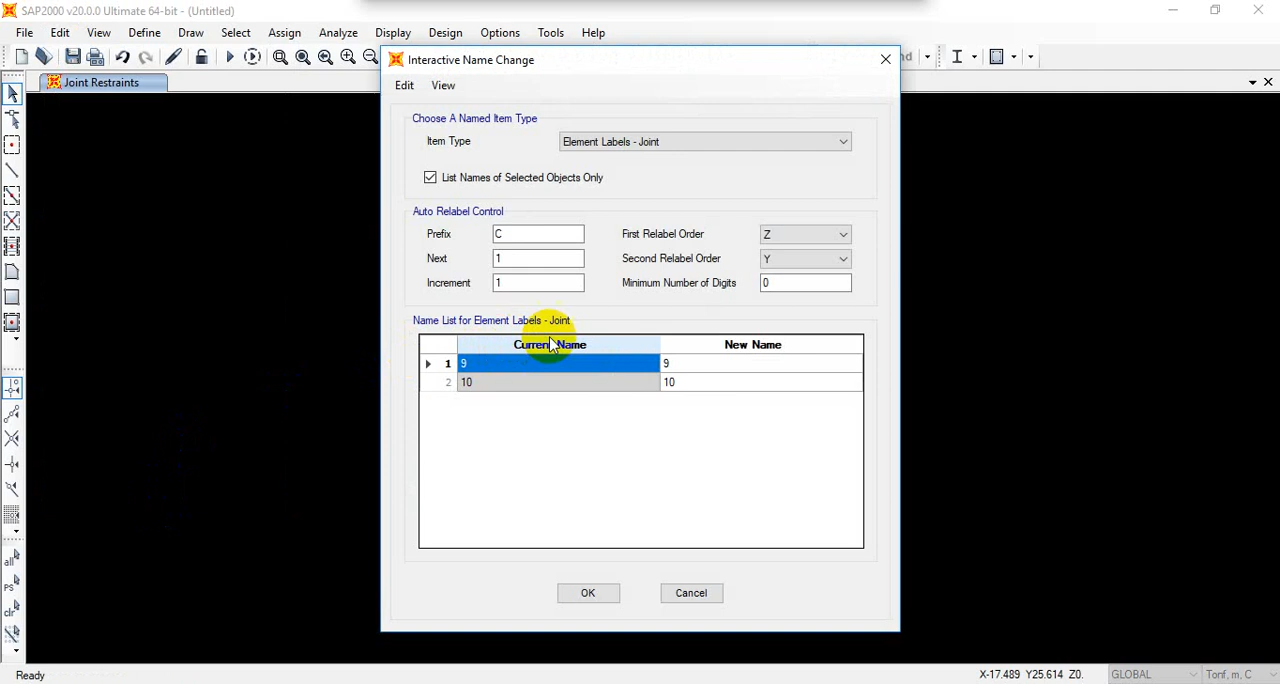 SAP2000 v20.0.0 Ultimate 64-bit - (Untitled)
File Edit View Define Draw Select Assign Analyze Display Design Options Tools Help
nd
Joint Restraints
Interactive Name Change
Edit View
Choose A Named Item Type
Item Type Element Labels - Joint
List Names of Selected Objects Only
Auto Relabel Control
Prefix C First Relabel Order Z
Next 1 Second Relabel Order Y
Increment 1 Minimum Number of Digits 0
Name List for Element Labels - Joint
Current Name New Name
1 9 9
2 10 10
OK Cancel
all
PS
clr
Ready X-17.489 Y25.614 Z0. GLOBAL Tonf, m, C